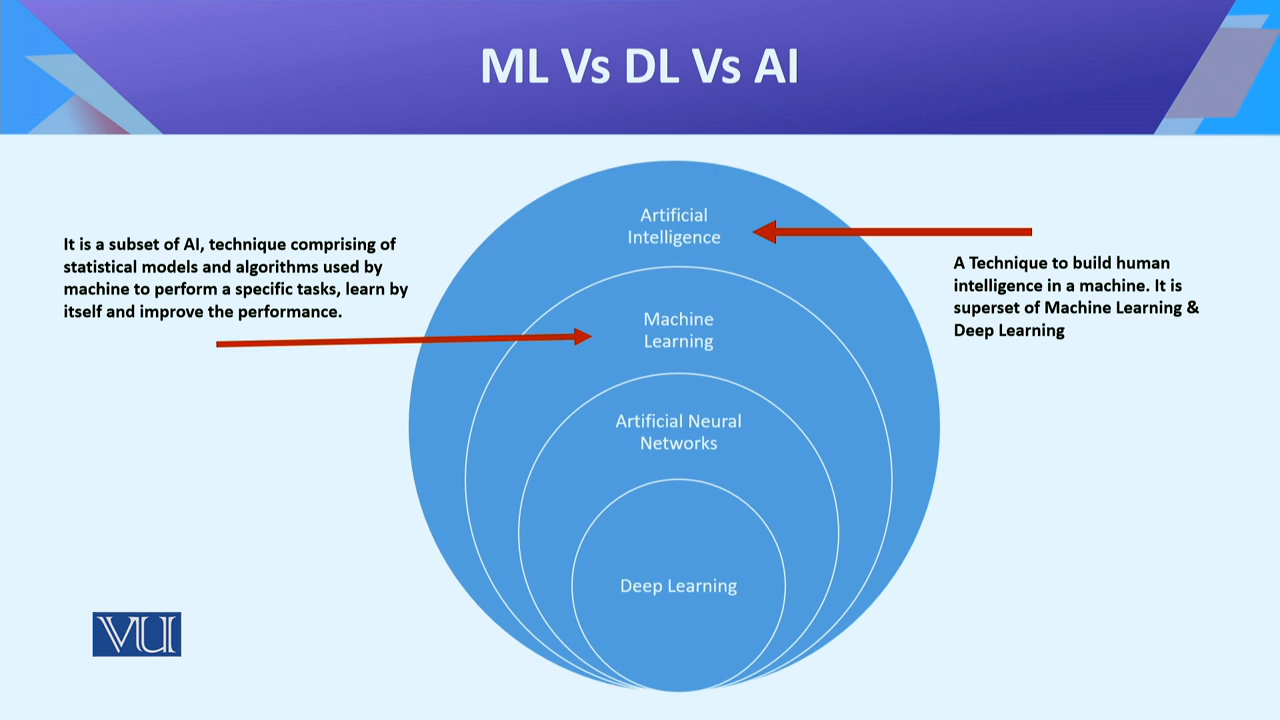 ML Vs DL Vs AI
It is a subset of AI, technique comprising of
statistical models and algorithms used by
machine to perform a specific tasks, learn by
itself and improve the performance.
Artificial
Intelligence
A Technique to build human
intelligence in a machine. It is
superset of Machine Learning &
Deep Learning
Machine
Learning
Artificial Neural
Networks
Deep Learning
VU